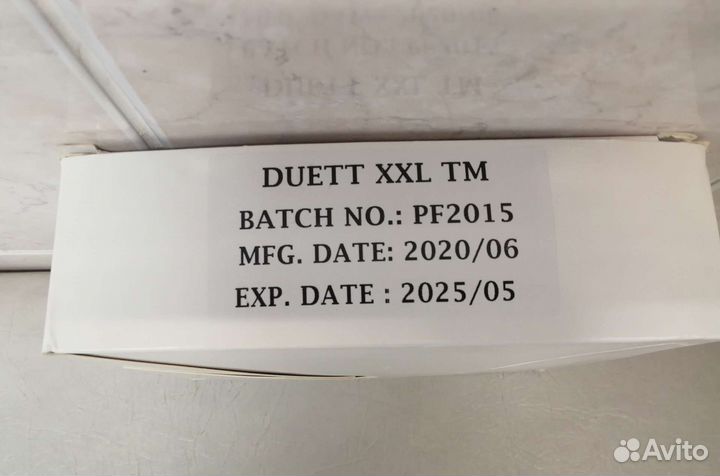 DUETT XXL TM
BATCH NO.: PF2015
MFG. DATE: 2020/06
EXP. DATE : 2025/05
Avito